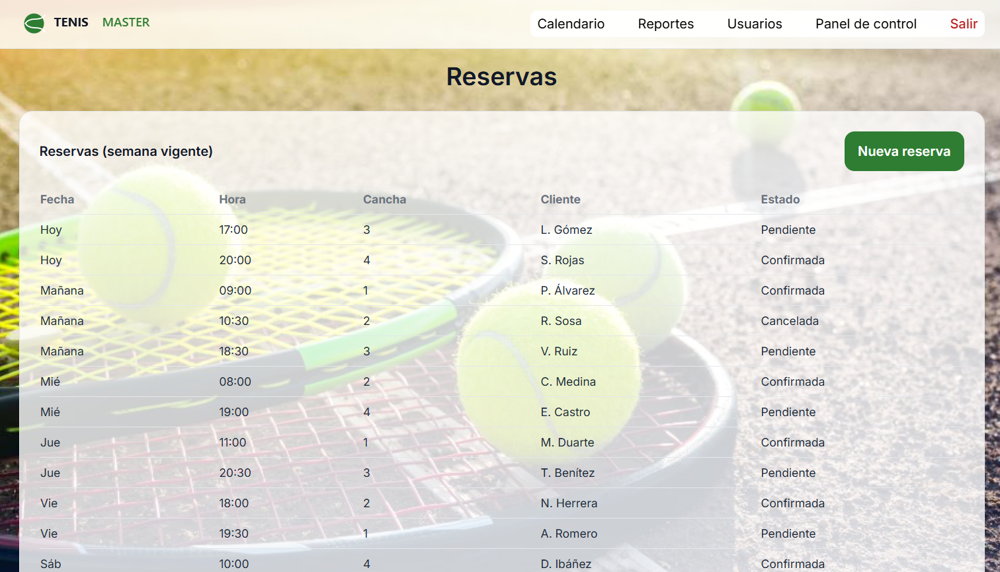 TENIS MASTER
Calendario Reportes Usuarios Panel de control Salir
Reservas
Reservas (semana vigente) Nueva reserva
Fecha Hora Cancha Cliente Estado
Hoy 17:00 3 L. Gómez Pendiente
Hoy 20:00 4 S. Rojas Confirmada
Mañana 09:00 1 P. Álvarez Confirmada
Mañana 10:30 2 R. Sosa Cancelada
Mañana 18:30 3 V. Ruiz Pendiente
Mié 08:00 2 C. Medina Confirmada
Mié 19:00 4 E. Castro Pendiente
Jue 11:00 1 M. Duarte Confirmada
Jue 20:30 3 T. Benítez Pendiente
Vie 18:00 2 N. Herrera Confirmada
Vie 19:30 1 A. Romero Pendiente
Sáb 10:00 4 D. Ibáñez Confirmada